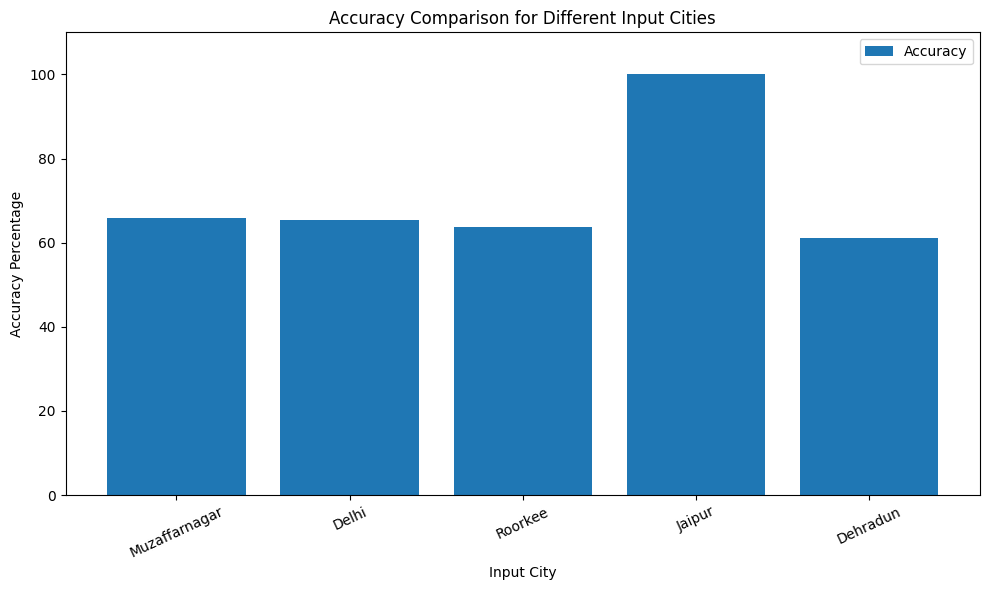 Accuracy Comparison for Different Input Cities
Accuracy
100
80
60
40
20
0
Accuracy Percentage
Muzaffarnagar
Delhi
Roorkee
Jaipur
Dehradun
Input City